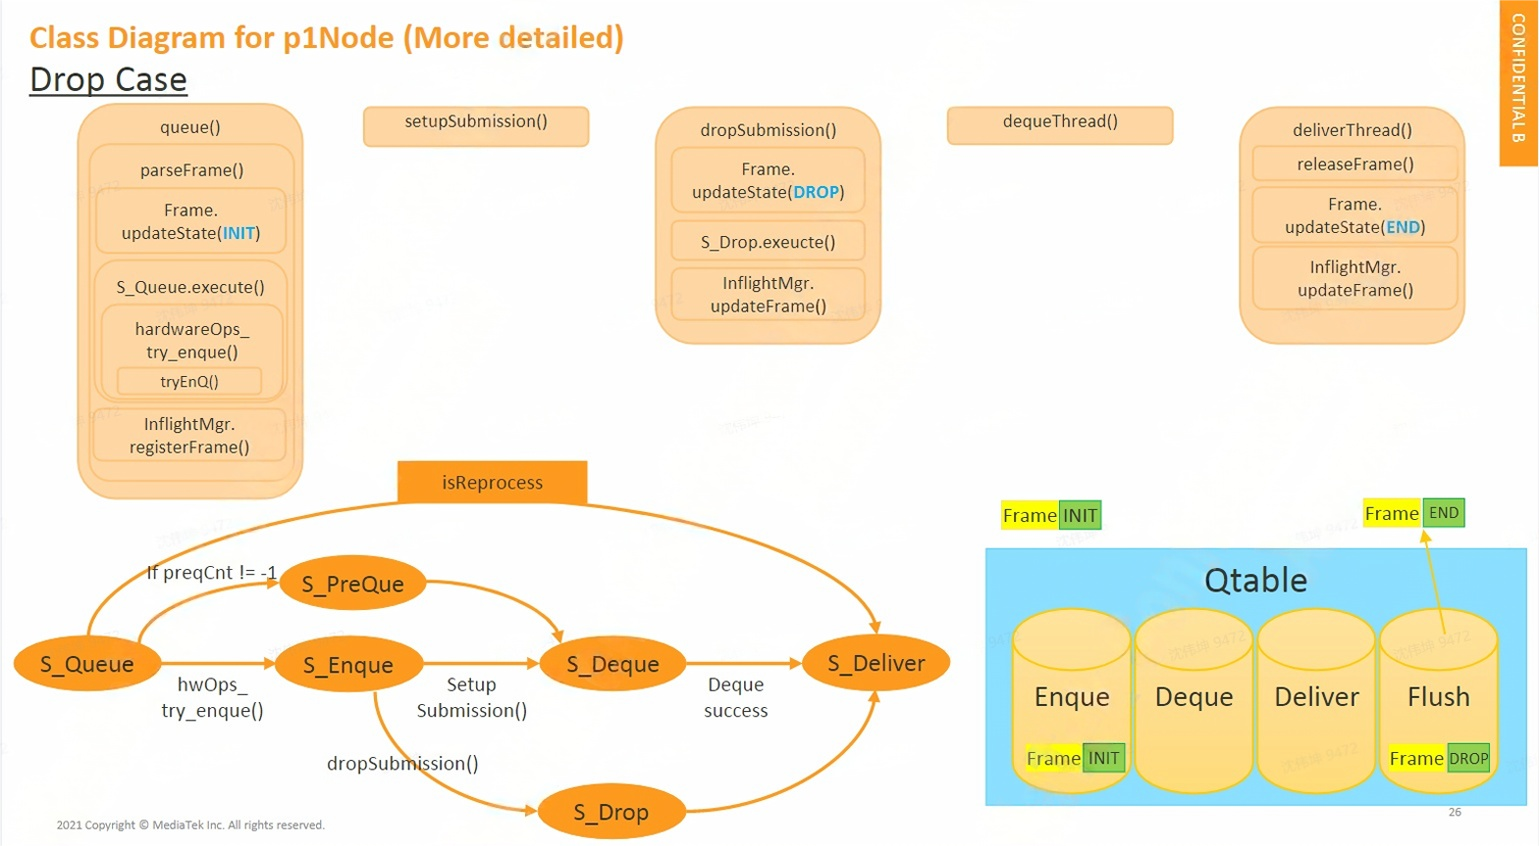 Class Diagram for p1Node (More detailed)
Drop Case
CONFIDENTIAL B
queue()
parseFrame()
Frame.
updateState(INIT)
S_Queue.execute()
hardwareOps_
try_enque()
tryEnQ()
InflightMgr.
registerFrame()
setupSubmission()
dropSubmission()
Frame.
updateState(DROP)
S_Drop.exeucte()
InflightMgr.
updateFrame()
dequeThread()
deliverThread()
releaseFrame()
Frame.
updateState(END)
InflightMgr.
updateFrame()
isReprocess
If preqCnt != -1
S_PreQue
S_Queue
S_Enque
S_Deque
S_Deliver
hwOps_
try_enque()
Setup
Submission()
Deque
success
dropSubmission()
S_Drop
Frame INIT
Frame END
Qtable
Enque
Deque
Deliver
Flush
Frame INIT
Frame DROP
2021 Copyright © MediaTek Inc. All rights reserved.
26